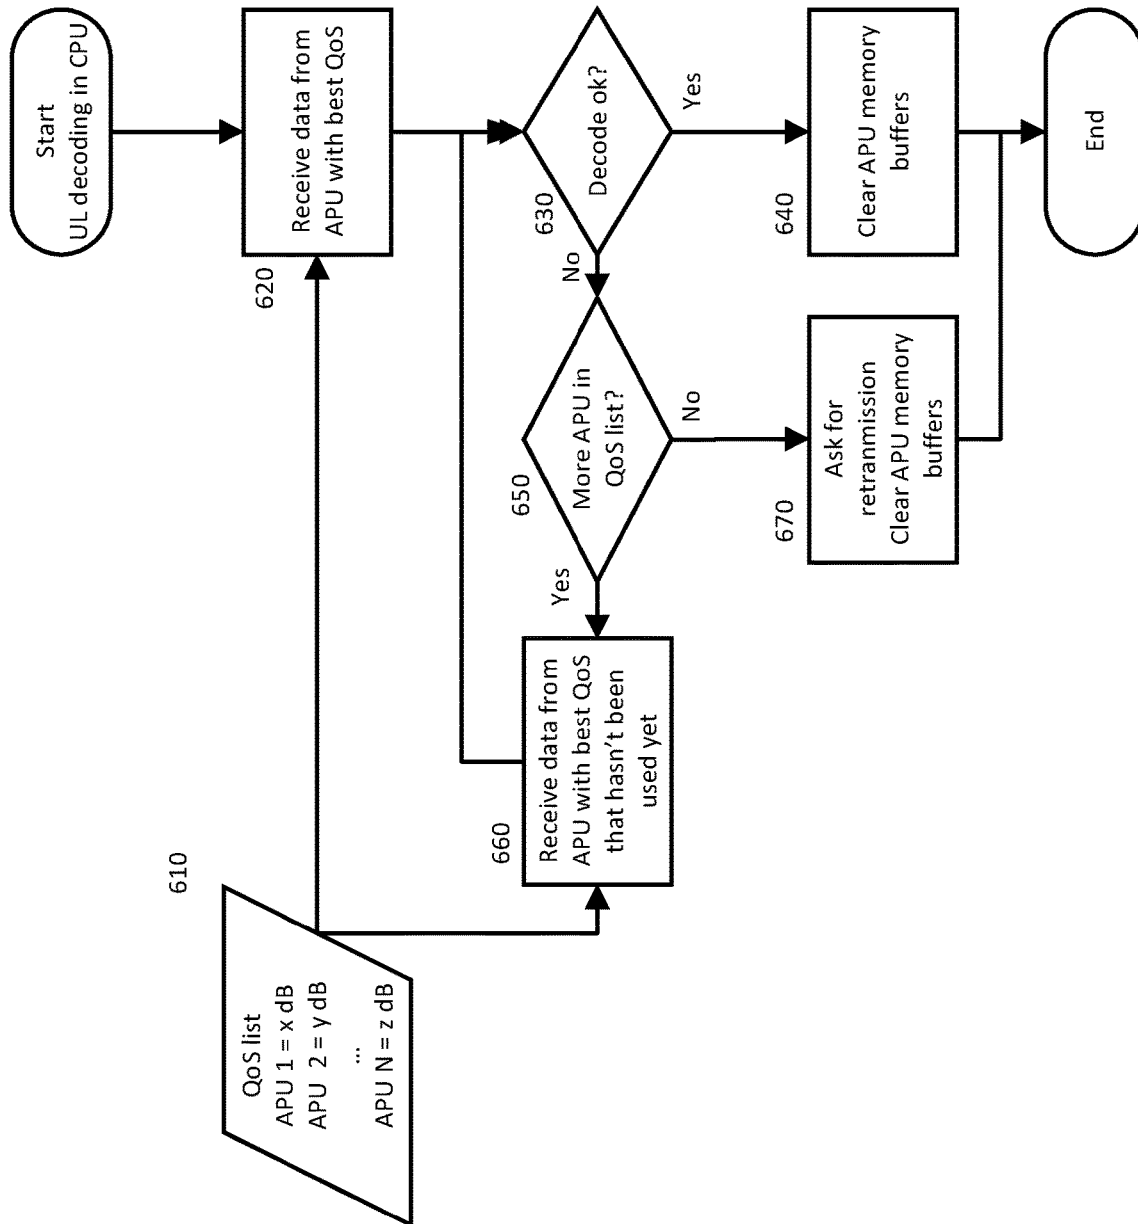 Start
UL decoding in CPU
610
QoS list
APU 1 = x dB
APU  2 = y dB
...
APU N = z dB
620
Receive data from
APU with best QoS
630
Decode ok?
Yes
No
640
Clear APU memory
buffers
650
More APU in
QoS list?
Yes
No
660
Receive data from
APU with best QoS
that hasn't been
used yet
670
Ask for
retranmission
Clear APU memory
buffers
End